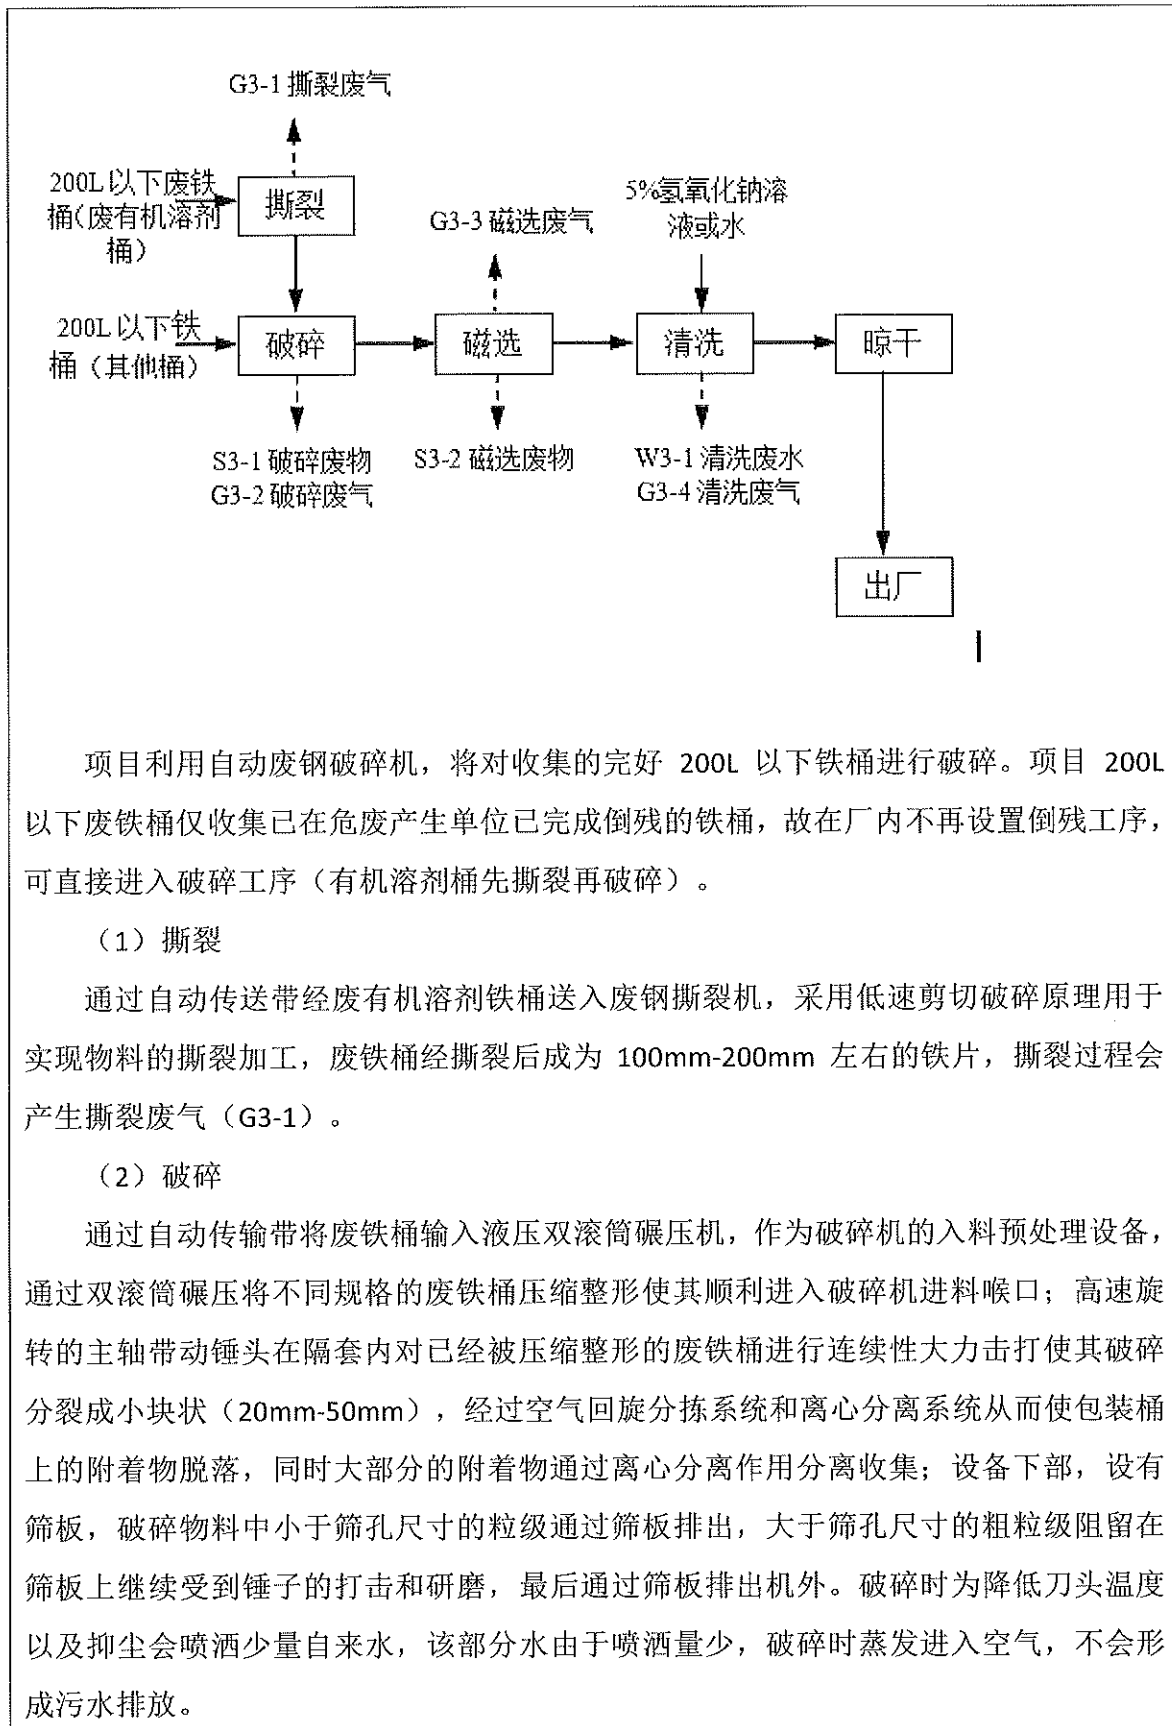 G3-1 撕裂废气
200L 以下废铁
桶（废有机溶剂
桶）
撕裂
G3-3 磁选废气
5%氢氧化钠溶
液或水
200L 以下铁
桶（其他桶）
破碎
磁选
清洗
晾干
S3-1 破碎废物
G3-2 破碎废气
S3-2 磁选废物
W3-1 清洗废水
G3-4 清洗废气
出厂
项目利用自动废钢破碎机，将对收集的完好 200L 以下铁桶进行破碎。项目 200L
以下废铁桶仅收集已在危废产生单位已完成倒残的铁桶，故在厂内不再设置倒残工序，
可直接进入破碎工序（有机溶剂桶先撕裂再破碎）。
（1）撕裂
通过自动传送带经废有机溶剂铁桶送入废钢撕裂机，采用低速剪切破碎原理用于
实现物料的撕裂加工，废铁桶经撕裂后成为 100mm-200mm 左右的铁片，撕裂过程会
产生撕裂废气（G3-1）。
（2）破碎
通过自动传输带将废铁桶输入液压双滚筒碾压机，作为破碎机的入料预处理设备，
通过双滚筒碾压将不同规格的废铁桶压缩整形使其顺利进入破碎机进料喉口；高速旋
转的主轴带动锤头在隔套内对已经被压缩整形的废铁桶进行连续性大力击打使其破碎
分裂成小块状（20mm-50mm），经过空气回旋分拣系统和离心分离系统从而使包装桶
上的附着物脱落，同时大部分的附着物通过离心分离作用分离收集；设备下部，设有
筛板，破碎物料中小于筛孔尺寸的粒级通过筛板排出，大于筛孔尺寸的粗粒级阻留在
筛板上继续受到锤子的打击和研磨，最后通过筛板排出机外。破碎时为降低刀头温度
以及抑尘会喷洒少量自来水，该部分水由于喷洒量少，破碎时蒸发进入空气，不会形
成污水排放。